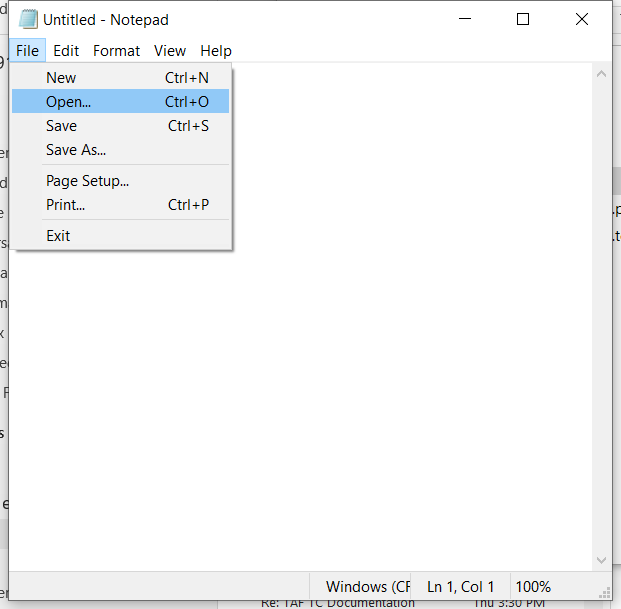 Untitled - Notepad
File Edit Format View Help
New Ctrl+N
Open... Ctrl+O
Save Ctrl+S
Save As...
Page Setup...
Print... Ctrl+P
Exit
Windows (CR Ln 1, Col 1 100%
Re: TAF TC Documentation Thu 3:30 PM